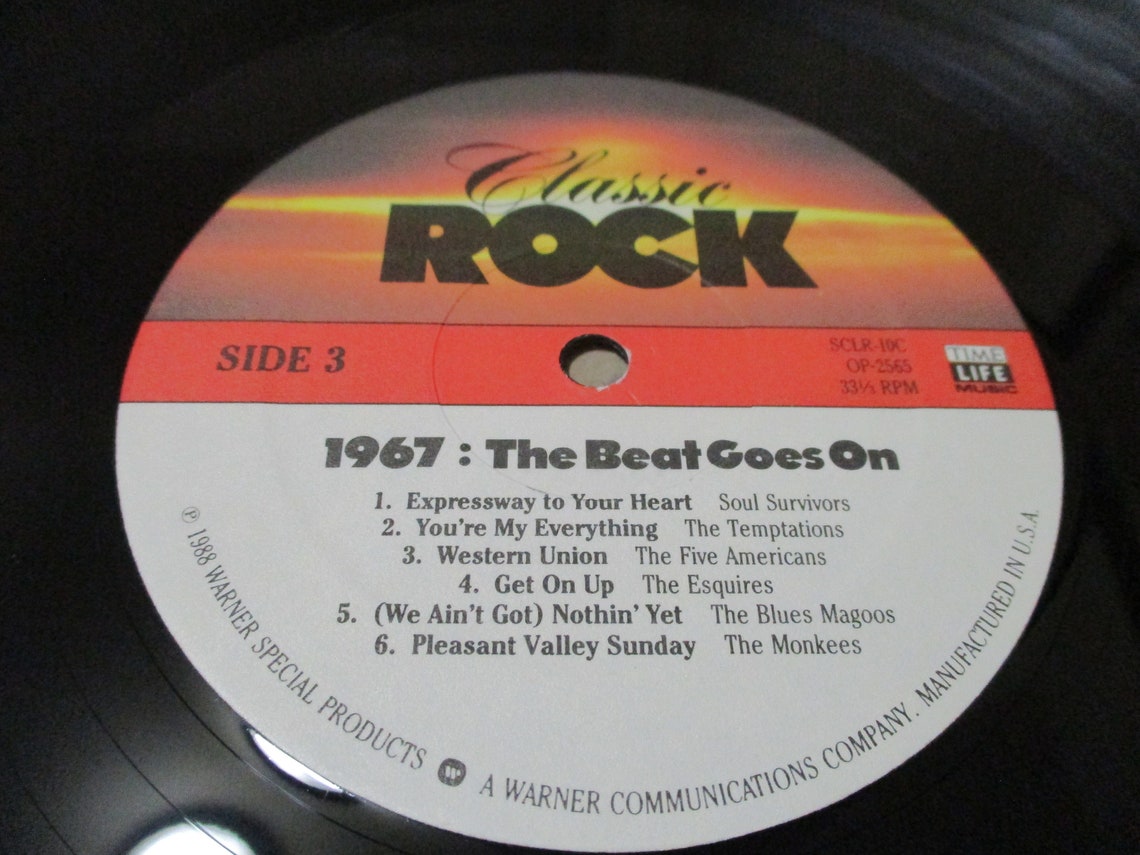 Classic
ROCK
SIDE 3
SCLR-10C
OP-2565
33⅓ RPM
TIME
LIFE
MUSIC
1967 : The Beat Goes On
1. Expressway to Your Heart Soul Survivors
2. You're My Everything The Temptations
3. Western Union The Five Americans
4. Get On Up The Esquires
5. (We Ain't Got) Nothin' Yet The Blues Magoos
6. Pleasant Valley Sunday The Monkees
℗ 1988 WARNER SPECIAL PRODUCTS A WARNER COMMUNICATIONS COMPANY. MANUFACTURED IN U.S.A.